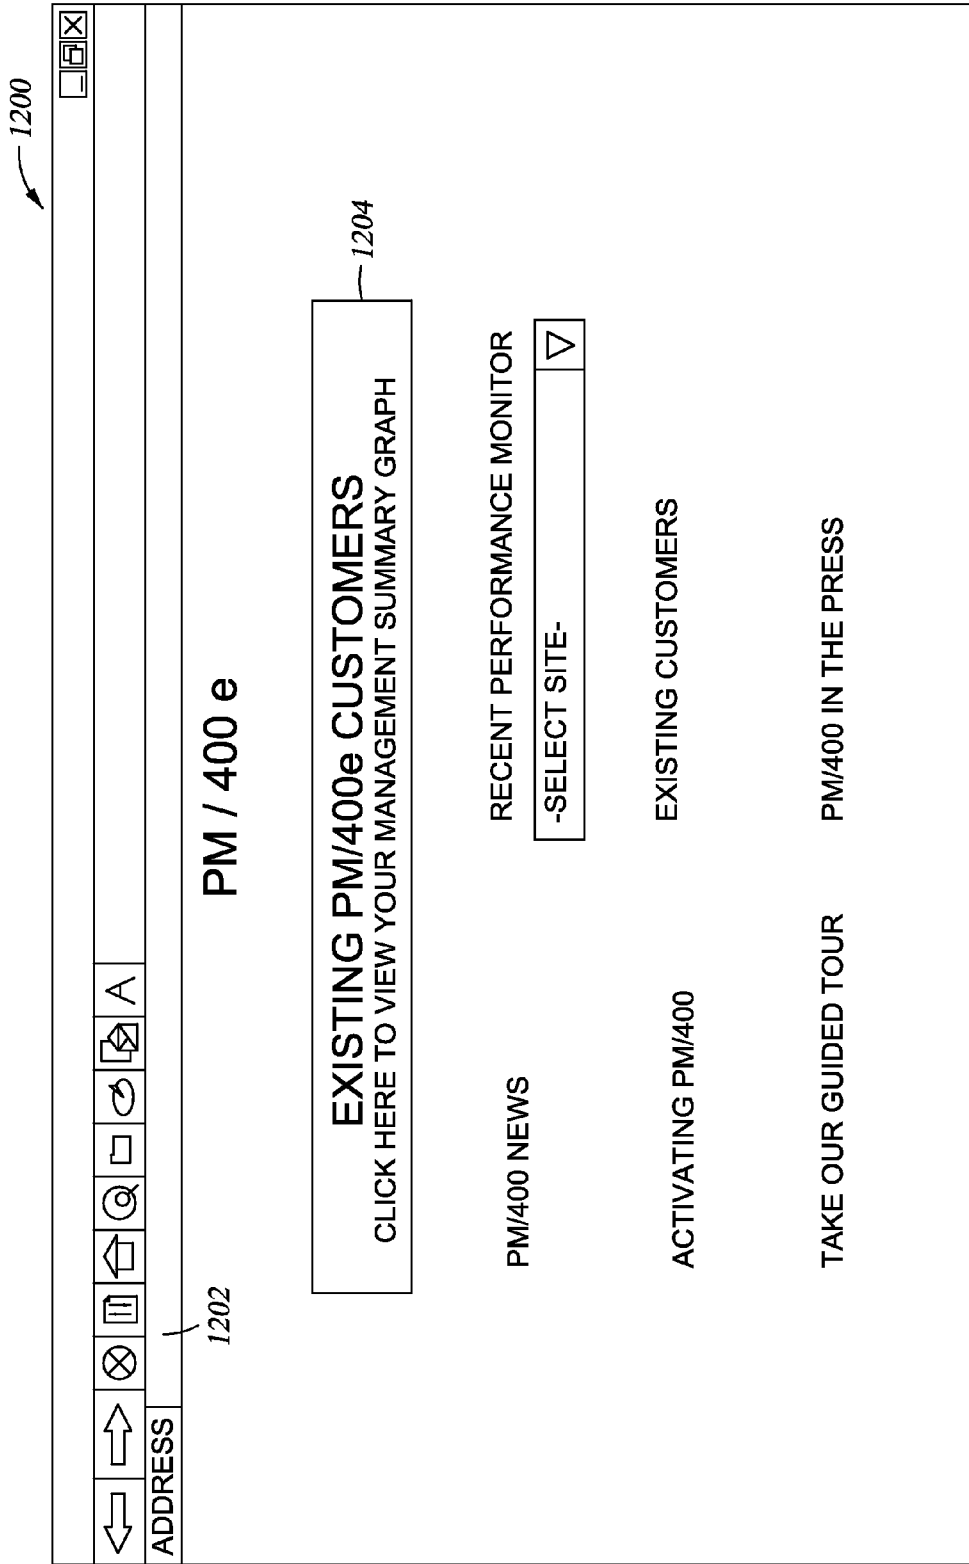 1200
ADDRESS
1202
PM / 400 e
EXISTING PM/400e CUSTOMERS
CLICK HERE TO VIEW YOUR MANAGEMENT SUMMARY GRAPH
1204
PM/400 NEWS
RECENT PERFORMANCE MONITOR
-SELECT SITE-
ACTIVATING PM/400
EXISTING CUSTOMERS
TAKE OUR GUIDED TOUR
PM/400 IN THE PRESS